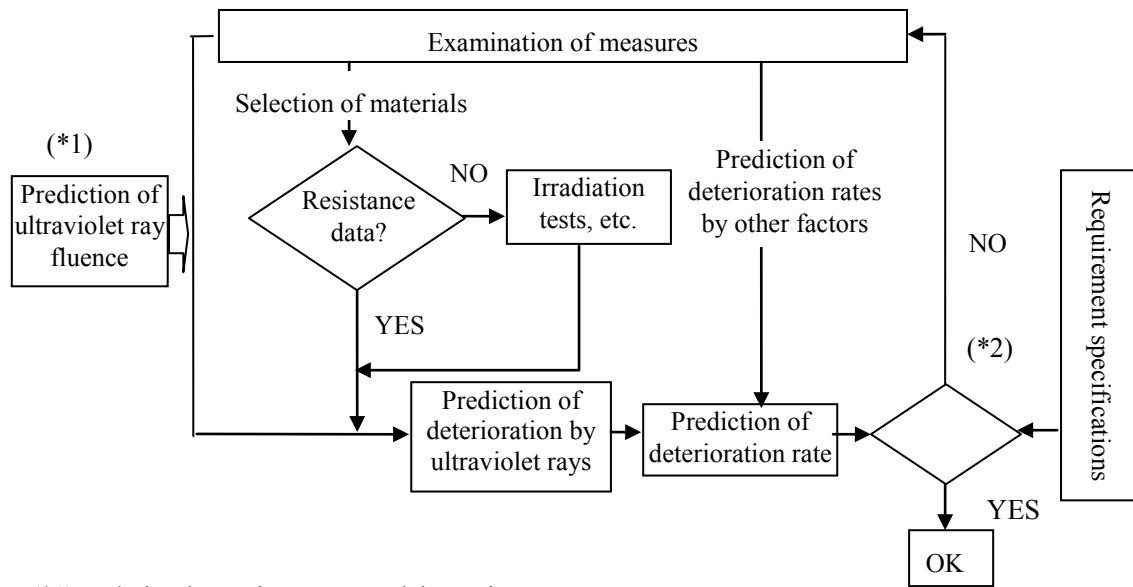 Examination of measures
Selection of materials
(*1)
Prediction of
ultraviolet ray
fluence
Resistance
data?
NO
Irradiation
tests, etc.
YES
Prediction of
deterioration rates
by other factors
NO
Requirement specifications
(*2)
Prediction of
deterioration by
ultraviolet rays
Prediction of
deterioration rate
YES
OK